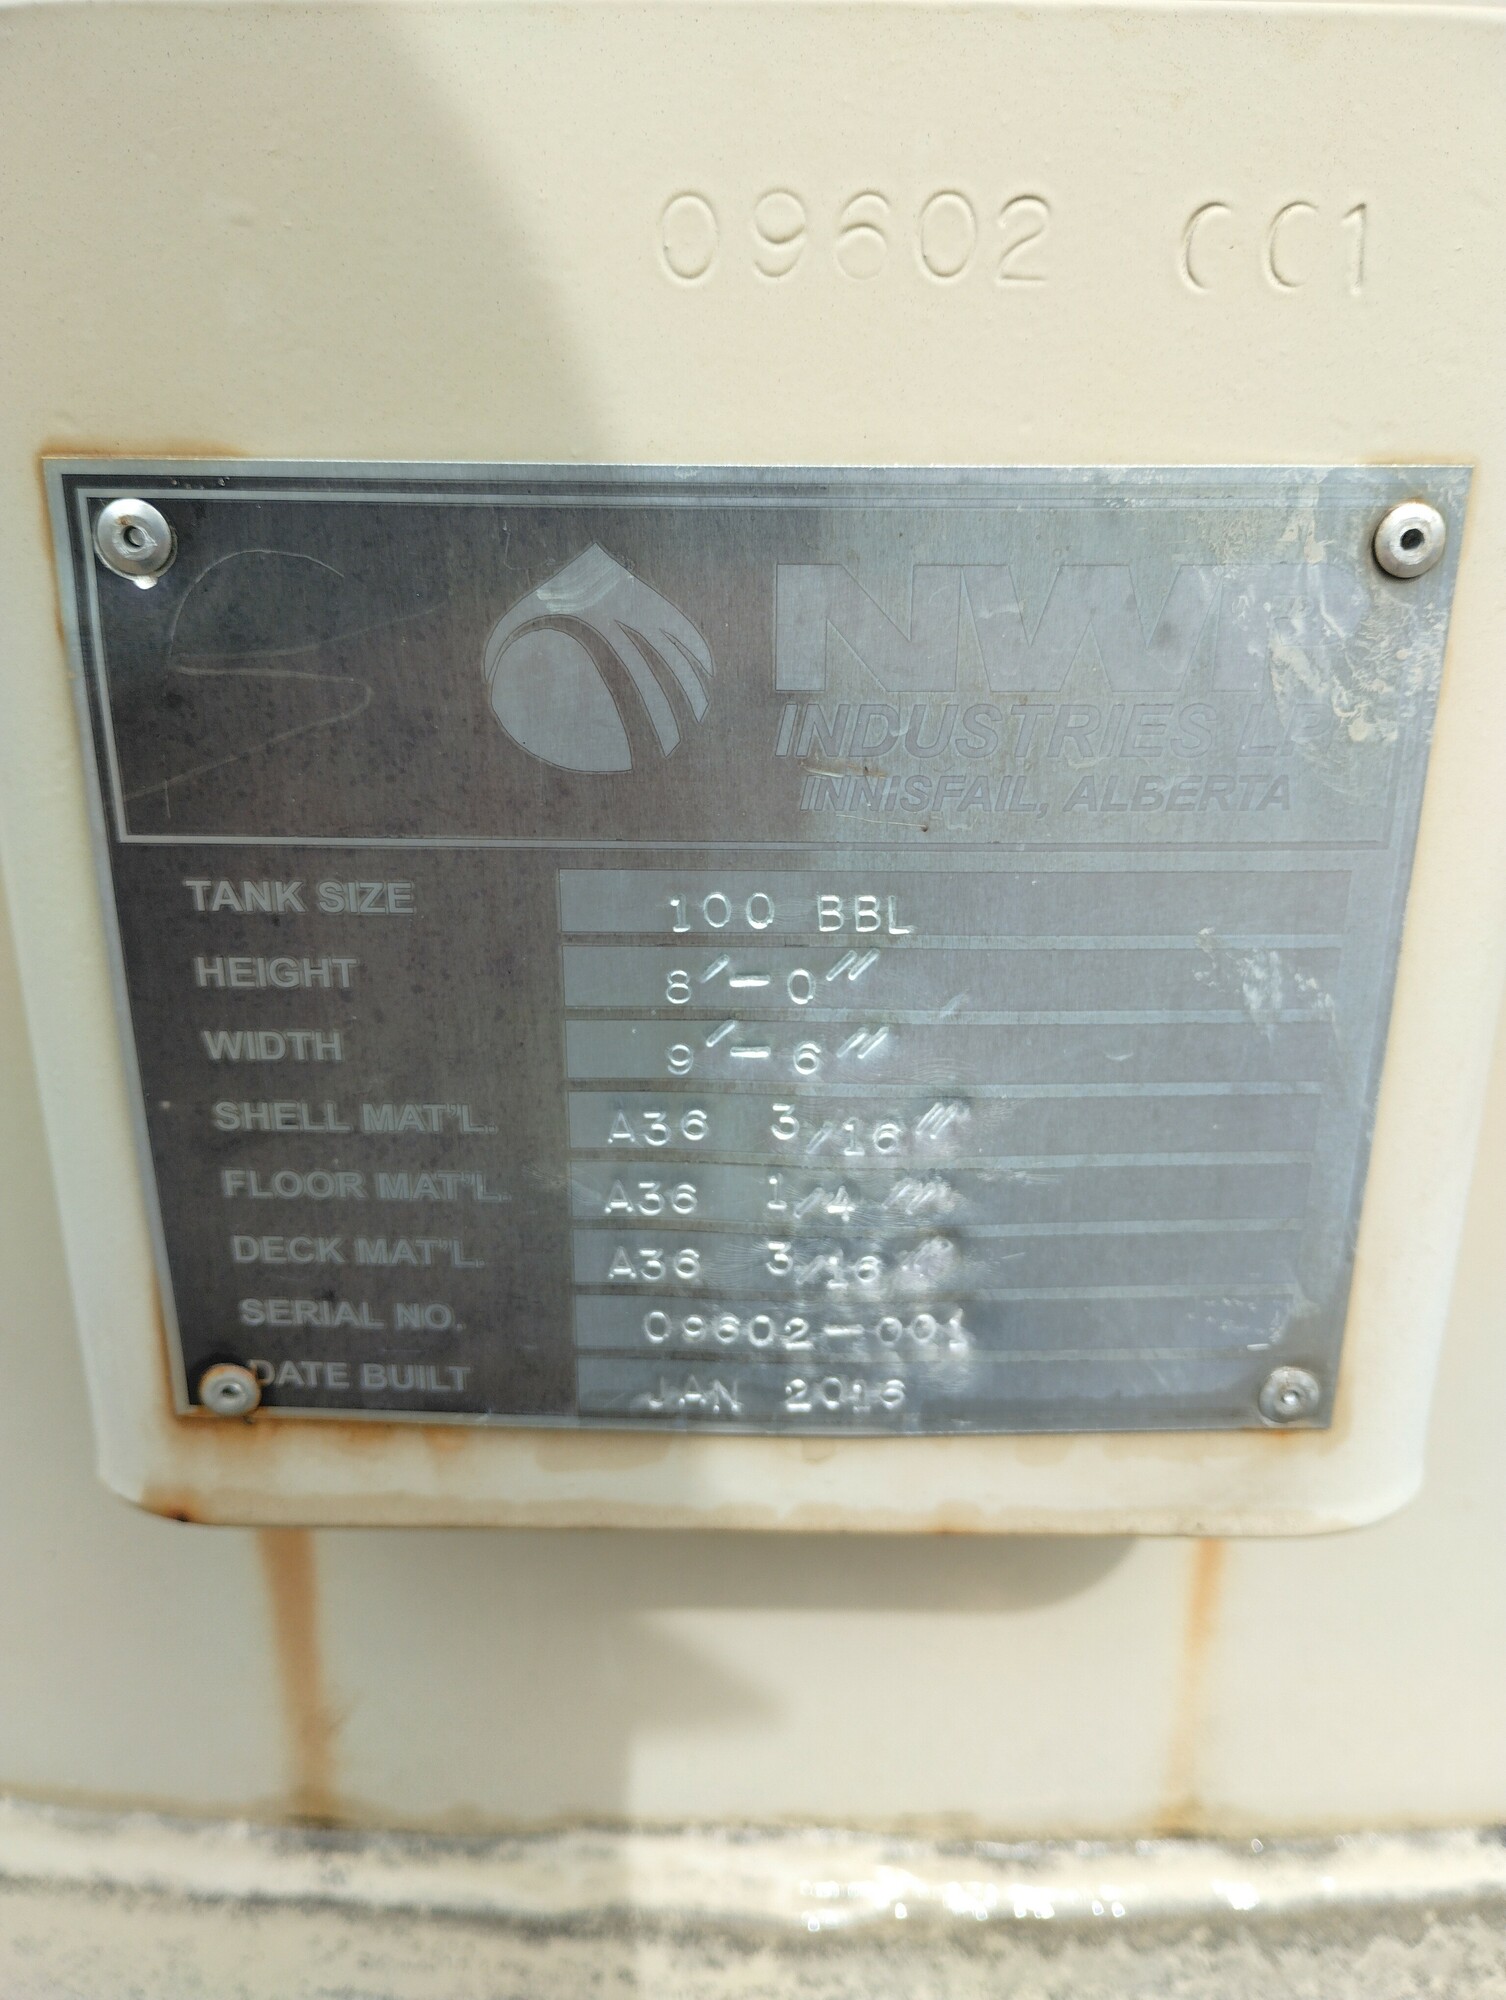 09602 001
NWP
INDUSTRIES LP
INNISFAIL, ALBERTA
TANK SIZE 100 BBL
HEIGHT 8'-0"
WIDTH 9'-6"
SHELL MAT"L. A36 3/16"
FLOOR MAT"L. A36 1/4"
DECK MAT"L. A36 3/16"
SERIAL NO. 09602-001
DATE BUILT JAN 2016